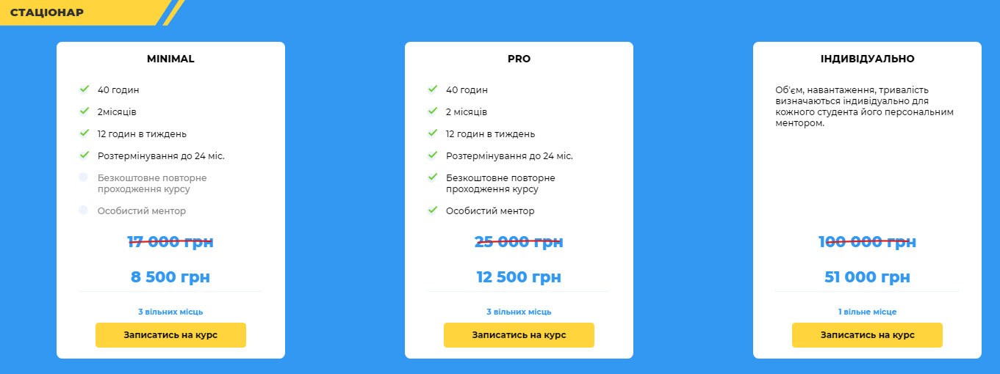 СТАЦІОНАР
MINIMAL
40 годин
2місяців
12 годин в тиждень
Розтермінування до 24 міс.
Безкоштовне повторне
проходження курсу
Особистий ментор
17 000 грн
8 500 грн
3 вільних місць
Записатись на курс
PRO
40 годин
2 місяців
12 годин в тиждень
Розтермінування до 24 міс.
Безкоштовне повторне
проходження курсу
Особистий ментор
25 000 грн
12 500 грн
3 вільних місць
Записатись на курс
ІНДИВІДУАЛЬНО
Об'єм, навантаження, тривалість
визначаються індивідуально для
кожного студента його персональним
ментором.
100 000 грн
51 000 грн
1 вільне місце
Записатись на курс